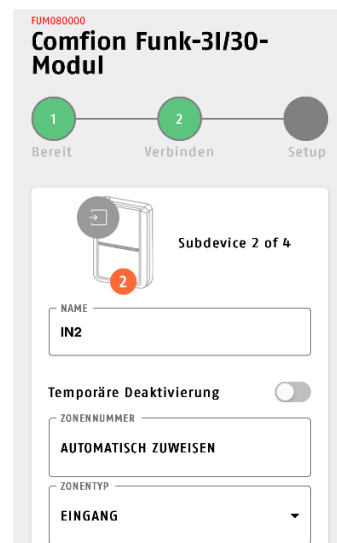 FUM080000
Comfion Funk-3I/3O-
Modul
1
2
Bereit
Verbinden
Setup
Subdevice 2 of 4
2
NAME
IN2
Temporäre Deaktivierung
ZONENNUMMER
AUTOMATISCH ZUWEISEN
ZONENTYP
EINGANG